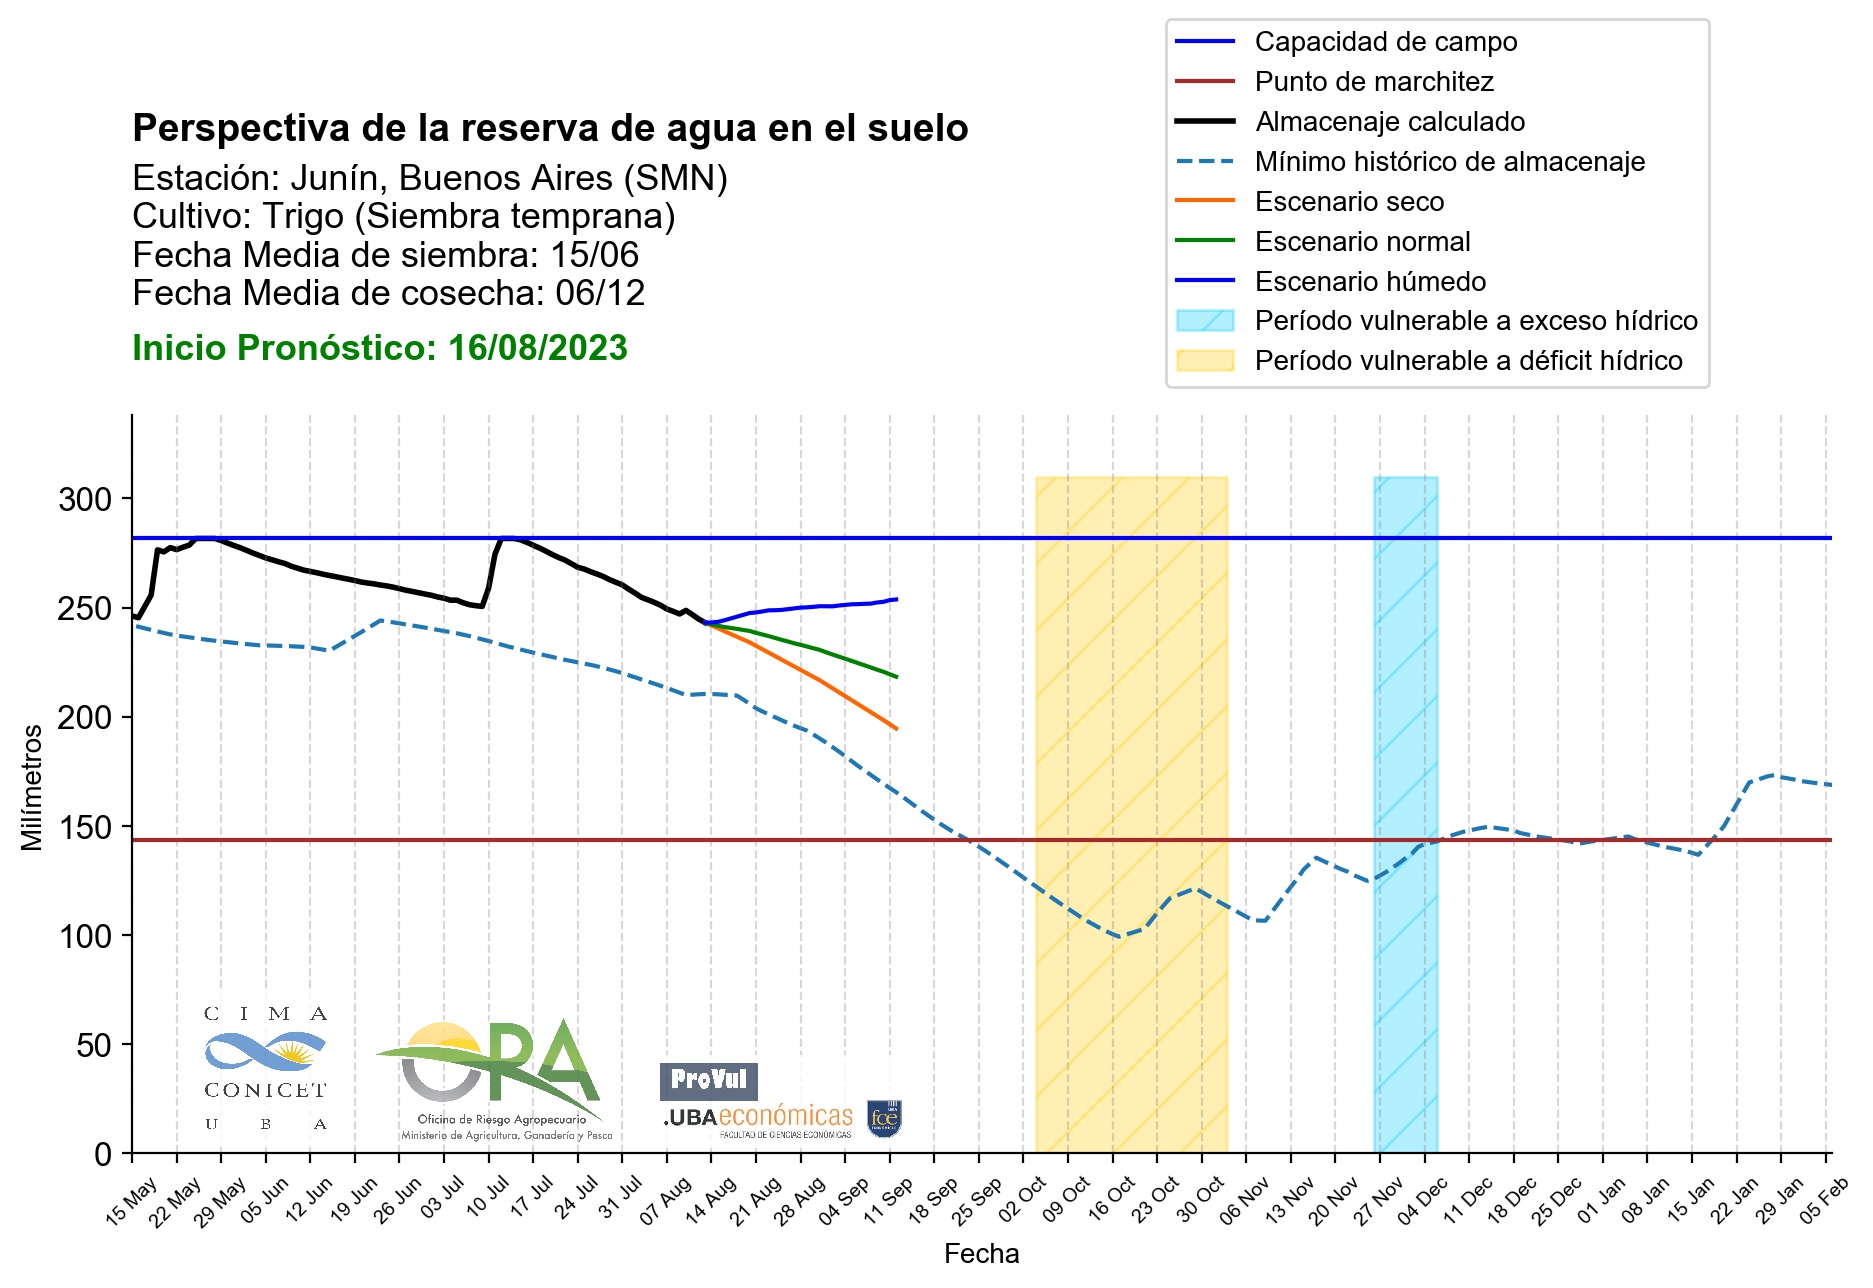 Capacidad de campo
Punto de marchitez
Almacenaje calculado
Mínimo histórico de almacenaje
Escenario seco
Escenario normal
Escenario húmedo
Período vulnerable a exceso hídrico
Período vulnerable a déficit hídrico
Perspectiva de la reserva de agua en el suelo
Estación: Junín, Buenos Aires (SMN)
Cultivo: Trigo (Siembra temprana)
Fecha Media de siembra: 15/06
Fecha Media de cosecha: 06/12
Inicio Pronóstico: 16/08/2023
300
250
200
150
100
50
0
Milímetros
C I M A
CONICET
U B A
ORA
Oficina de Riesgo Agropecuario
Ministerio de Agricultura, Ganadería y Pesca
ProVul
.UBAeconómicas
FACULTAD DE CIENCIAS ECONÓMICAS
fce
15 May
22 May
29 May
05 Jun
12 Jun
19 Jun
26 Jun
03 Jul
10 Jul
17 Jul
24 Jul
31 Jul
07 Aug
14 Aug
21 Aug
28 Aug
04 Sep
11 Sep
18 Sep
25 Sep
02 Oct
09 Oct
16 Oct
23 Oct
30 Oct
06 Nov
13 Nov
20 Nov
27 Nov
04 Dec
11 Dec
18 Dec
25 Dec
01 Jan
08 Jan
15 Jan
22 Jan
29 Jan
05 Feb
Fecha